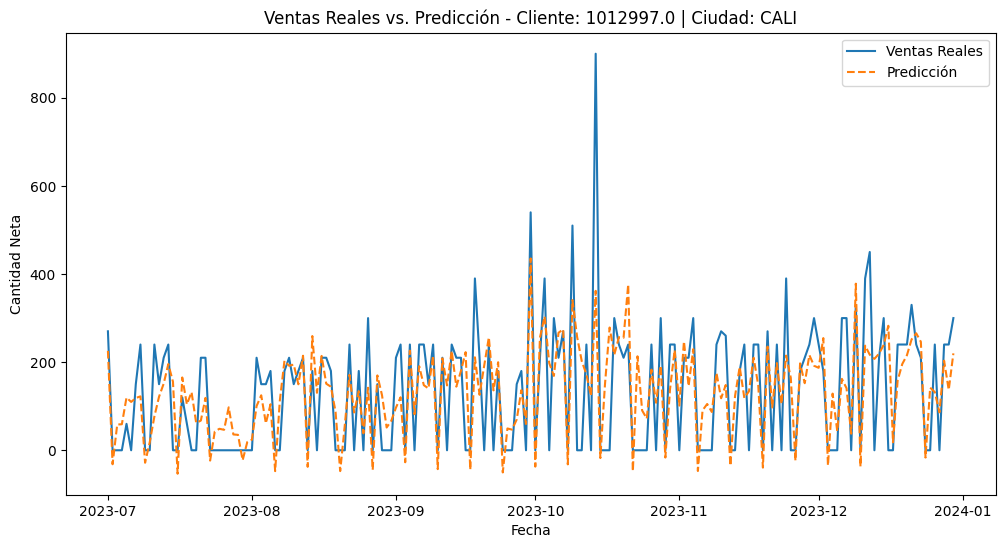 Ventas Reales vs. Predicción - Cliente: 1012997.0 | Ciudad: CALI
Ventas Reales
Predicción
Cantidad Neta
800
600
400
200
0
2023-07
2023-08
2023-09
2023-10
2023-11
2023-12
2024-01
Fecha